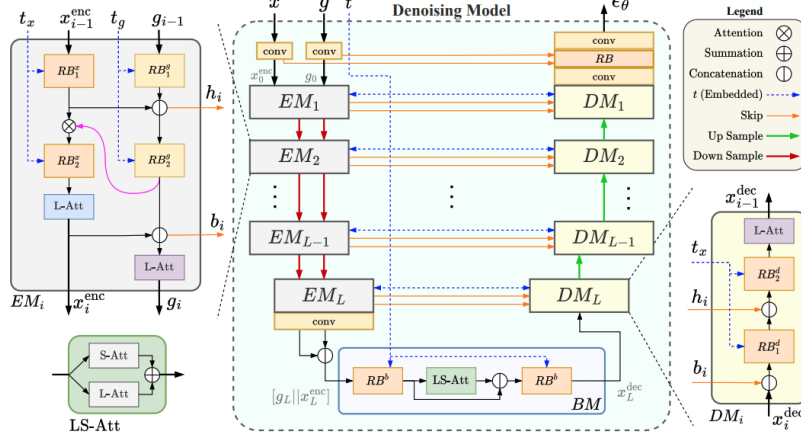 t_x
x_{i-1}^{enc}
t_g
g_{i-1}
RB_1^x
RB_1^g
h_i
RB_2^x
RB_2^g
L-Att
b_i
L-Att
EM_i
x_i^{enc}
g_i
S-Att
L-Att
LS-Att
x
g
t
Denoising Model
ϵ_θ
conv
conv
conv
RB
conv
x_0^{enc}
g_0
EM_1
DM_1
EM_2
DM_2
EM_{L-1}
DM_{L-1}
EM_L
DM_L
conv
[g_L||x_L^{enc}]
RB^b
LS-Att
RB^b
BM
x_L^{dec}
Legend
Attention
Summation
Concatenation
t (Embedded)
Skip
Up Sample
Down Sample
x_{i-1}^{dec}
L-Att
t_x
RB_2^d
h_i
RB_1^d
b_i
DM_i
x_i^{dec}